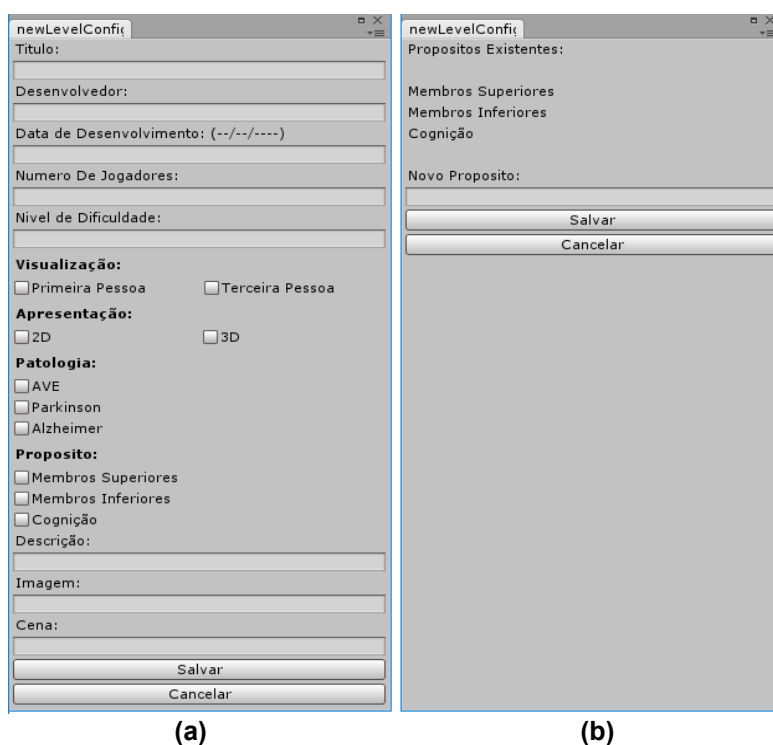 newLevelConfig
Titulo:
Desenvolvedor:
Data de Desenvolvimento: (--/--/----)
Numero De Jogadores:
Nivel de Dificuldade:
Visualização:
Primeira Pessoa Terceira Pessoa
Apresentação:
2D 3D
Patologia:
AVE
Parkinson
Alzheimer
Proposito:
Membros Superiores
Membros Inferiores
Cognição
Descrição:
Imagem:
Cena:
Salvar
Cancelar
(a)
newLevelConfig
Propositos Existentes:
Membros Superiores
Membros Inferiores
Cognição
Novo Proposito:
Salvar
Cancelar
(b)